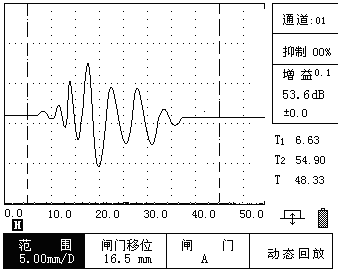 通道:01
抑制 00%
增益0.1
53.6dB
±0.0
T1 6.63
T2 54.90
T 48.33
0.0 10.0 20.0 30.0 40.0 50.0
H
范 围
5.00mm/D
闸门移位
16.5 mm
闸 门
A
动态回放